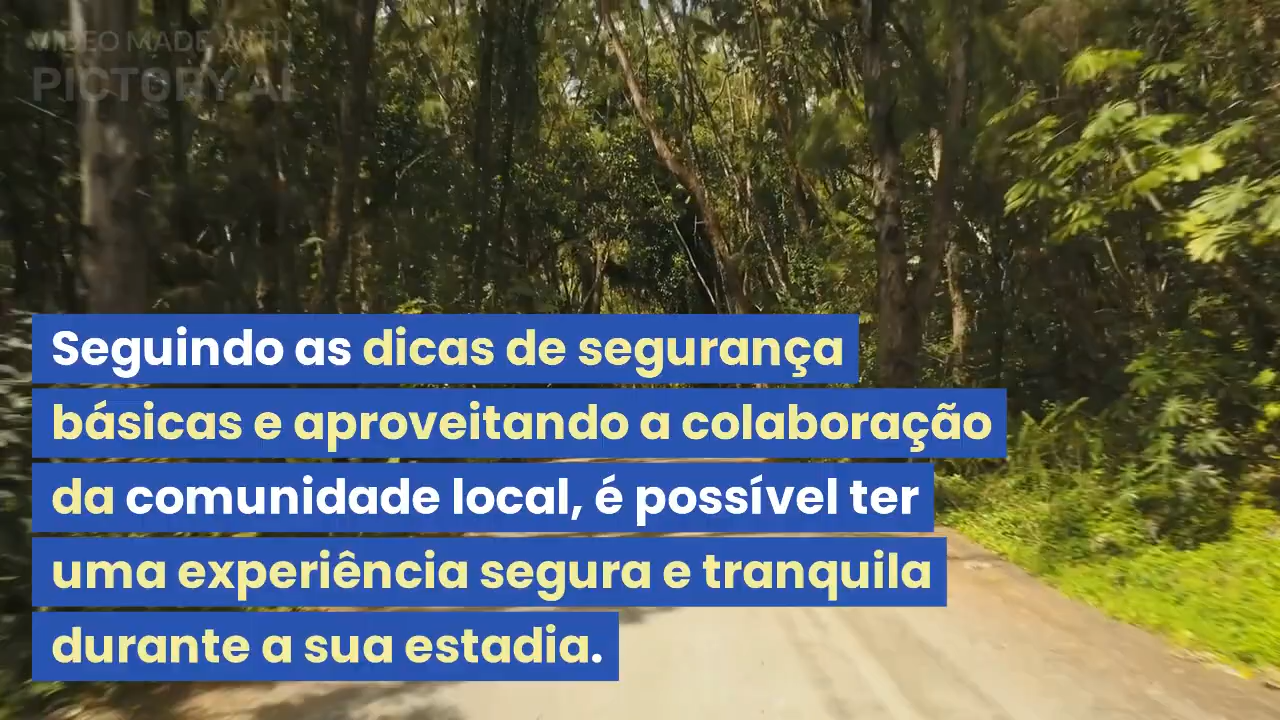 VIDEO MADE WITH
PICTORY.AI
Seguindo as dicas de segurança
básicas e aproveitando a colaboração
da comunidade local, é possível ter
uma experiência segura e tranquila
durante a sua estadia.